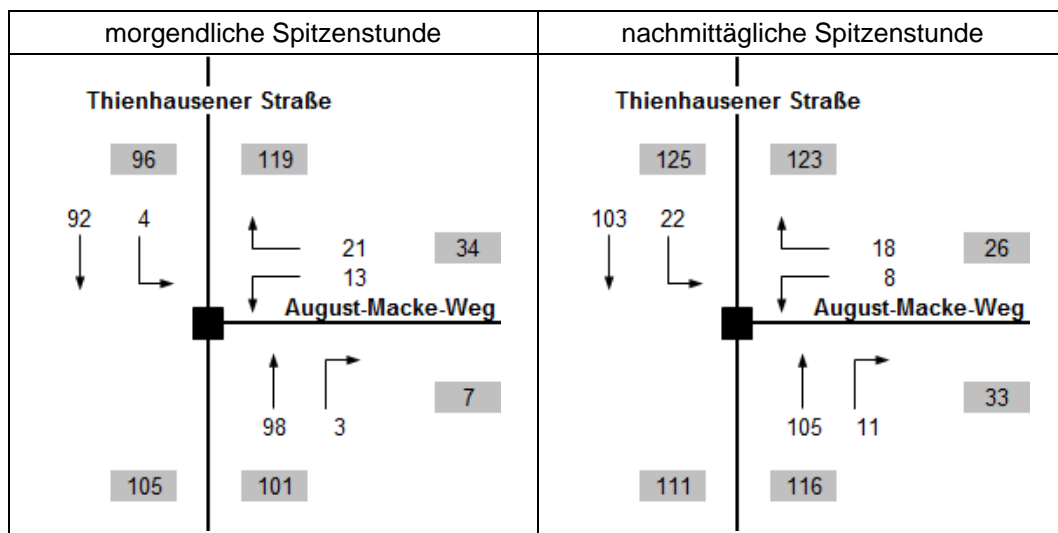 morgendliche Spitzenstunde
Thienhausener Straße
96 119
92 4
21 34
13
August-Macke-Weg
7
98 3
105 101
nachmittägliche Spitzenstunde
Thienhausener Straße
125 123
103 22
18 26
8
August-Macke-Weg
33
105 11
111 116